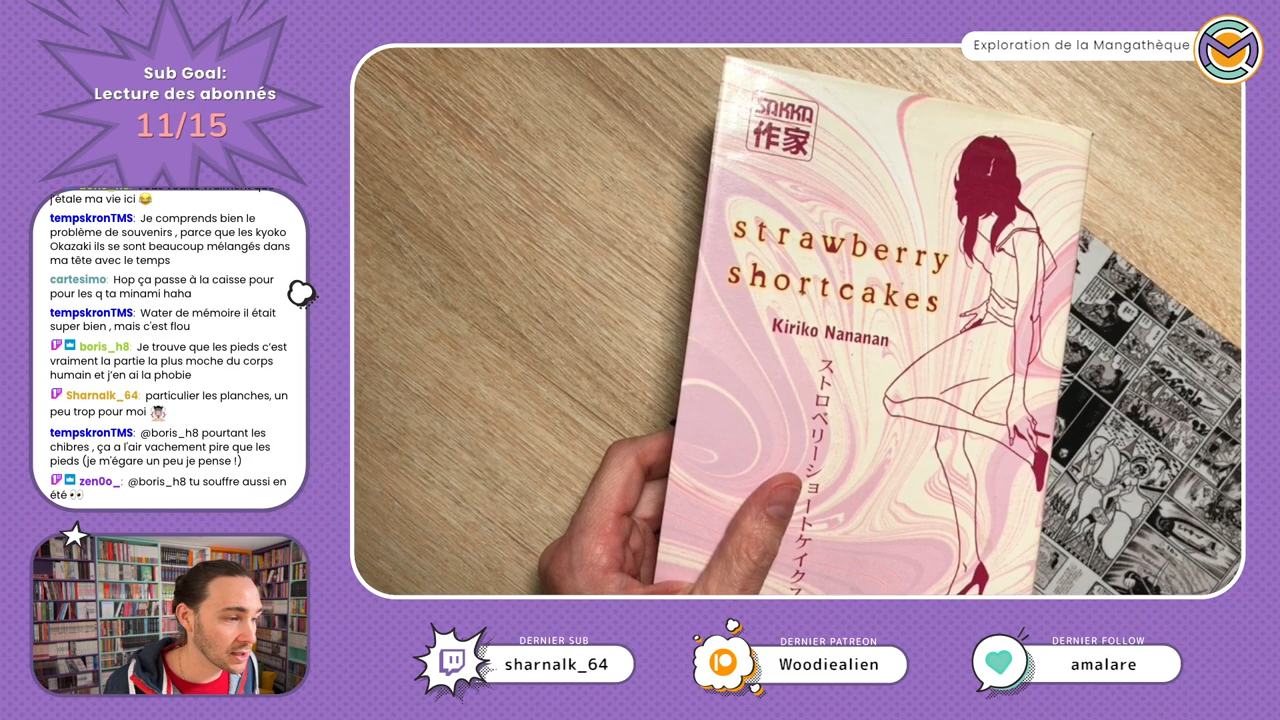 Sub Goal:
Lecture des abonnés
11/15
j'étale ma vie ici 😂
tempskronTMS: Je comprends bien le
problème de souvenirs , parce que les kyoko
Okazaki ils se sont beaucoup mélangés dans
ma tête avec le temps
cartesimo: Hop ça passe à la caisse pour
pour les q ta minami haha
tempskronTMS: Water de mémoire il était
super bien , mais c'est flou
boris_h8: Je trouve que les pieds c'est
vraiment la partie la plus moche du corps
humain et j'en ai la phobie
Sharnalk_64: particulier les planches, un
peu trop pour moi
tempskronTMS: @boris_h8 pourtant les
chibres , ça a l'air vachement pire que les
pieds (je m'égare un peu je pense !)
zen0o_: @boris_h8 tu souffre aussi en
été 👀
Exploration de la Mangathèque
SAKKA
作家
strawberry
shortcakes
Kiriko Nananan
ストロベリーショートケイクス
DERNIER SUB
sharnalk_64
DERNIER PATREON
Woodiealien
DERNIER FOLLOW
amalare